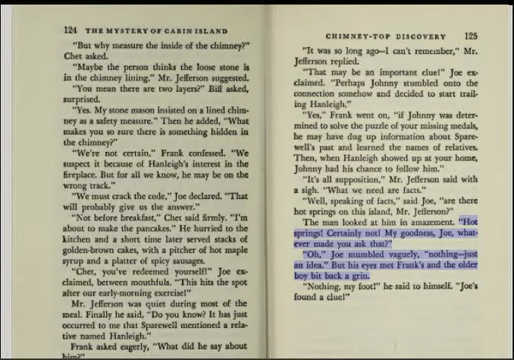 124 THE MYSTERY OF CABIN ISLAND
"But why measure the inside of the chimney?"
Chet asked.
"Maybe the person thinks the loose stone is
in the chimney lining," Mr. Jefferson suggested.
"You mean there are two layers?" Biff asked,
surprised.
"Yes. My stone mason insisted on a lined chim-
ney as a safety measure." Then he added, "What
makes you so sure there is something hidden in
the chimney?"
"We're not certain," Frank confessed. "We
suspect it because of Hanleigh's interest in the
fireplace. But for all we know, he may be on the
wrong track."
"We must crack the code," Joe declared. "That
will probably give us the answer."
"Not before breakfast," Chet said firmly. "I'm
about to make the pancakes." He hurried to the
kitchen and a short time later served stacks of
golden-brown cakes, with a pitcher of hot maple
syrup and a platter of spicy sausages.
"Chet, you've redeemed yourself!" Joe ex-
claimed, between mouthfuls. "This hits the spot
after our early-morning exercise!"
Mr. Jefferson was quiet during most of the
meal. Finally he said, "Do you know? It has just
occurred to me that Sparewell mentioned a rela-
tive named Hanleigh."
Frank asked eagerly, "What did he say about
him?"
CHIMNEY-TOP DISCOVERY 125
"It was so long ago—I can't remember," Mr.
Jefferson replied.
"That may be an important clue!" Joe ex-
claimed. "Perhaps Johnny stumbled onto the
connection somehow and decided to start trail-
ing Hanleigh."
"Yes," Frank went on, "if Johnny was deter-
mined to solve the puzzle of your missing medals,
he may have dug up information about Spare-
well's past and learned the names of relatives.
Then, when Hanleigh showed up at your home,
Johnny had his chance to follow him."
"It's all supposition," Mr. Jefferson said with
a sigh. "What we need are facts."
"Well, speaking of facts," said Joe, "are there
hot springs on this island, Mr. Jefferson?"
The man looked at him in amazement. "Hot
springs! Certainly not! My goodness, Joe, what-
ever made you ask that?"
"Oh," Joe mumbled vaguely, "nothing—just
an idea." But his eyes met Frank's and the older
boy bit back a grin.
"Nothing, my foot!" he said to himself. "Joe's
found a clue!"